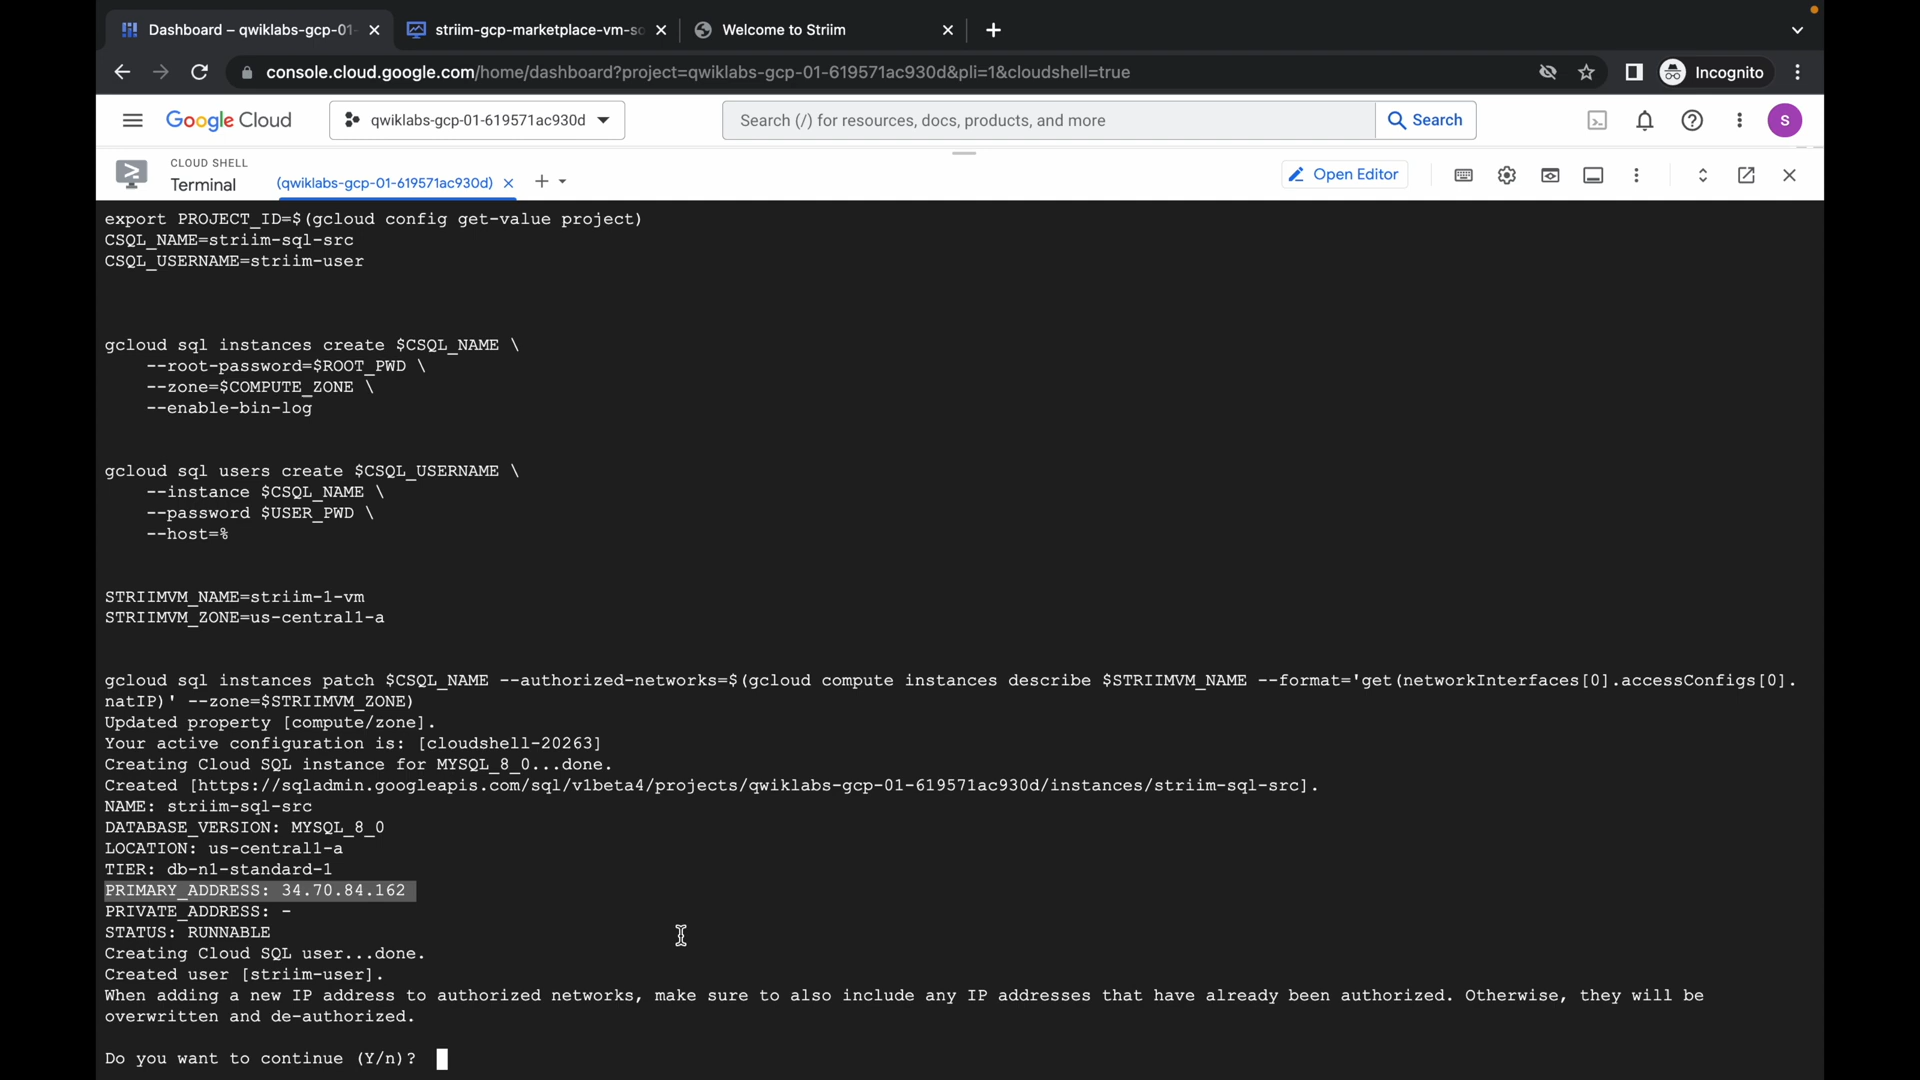 Dashboard – qwiklabs-gcp-01-
striim-gcp-marketplace-vm-so
Welcome to Striim
console.cloud.google.com/home/dashboard?project=qwiklabs-gcp-01-619571ac930d&pli=1&cloudshell=true
Incognito
Google Cloud
qwiklabs-gcp-01-619571ac930d
Search (/) for resources, docs, products, and more
Search
S
CLOUD SHELL
Terminal
(qwiklabs-gcp-01-619571ac930d)
Open Editor
export PROJECT_ID=$(gcloud config get-value project)
CSQL_NAME=striim-sql-src
CSQL_USERNAME=striim-user
gcloud sql instances create $CSQL_NAME \
--root-password=$ROOT_PWD \
--zone=$COMPUTE_ZONE \
--enable-bin-log
gcloud sql users create $CSQL_USERNAME \
--instance $CSQL_NAME \
--password $USER_PWD \
--host=%
STRIIMVM_NAME=striim-1-vm
STRIIMVM_ZONE=us-central1-a
gcloud sql instances patch $CSQL_NAME --authorized-networks=$(gcloud compute instances describe $STRIIMVM_NAME --format='get(networkInterfaces[0].accessConfigs[0].
natIP)' --zone=$STRIIMVM_ZONE)
Updated property [compute/zone].
Your active configuration is: [cloudshell-20263]
Creating Cloud SQL instance for MYSQL_8_0...done.
Created [https://sqladmin.googleapis.com/sql/v1beta4/projects/qwiklabs-gcp-01-619571ac930d/instances/striim-sql-src].
NAME: striim-sql-src
DATABASE_VERSION: MYSQL_8_0
LOCATION: us-central1-a
TIER: db-n1-standard-1
PRIMARY_ADDRESS: 34.70.84.162
PRIVATE_ADDRESS: -
STATUS: RUNNABLE
Creating Cloud SQL user...done.
Created user [striim-user].
When adding a new IP address to authorized networks, make sure to also include any IP addresses that have already been authorized. Otherwise, they will be
overwritten and de-authorized.
Do you want to continue (Y/n)?